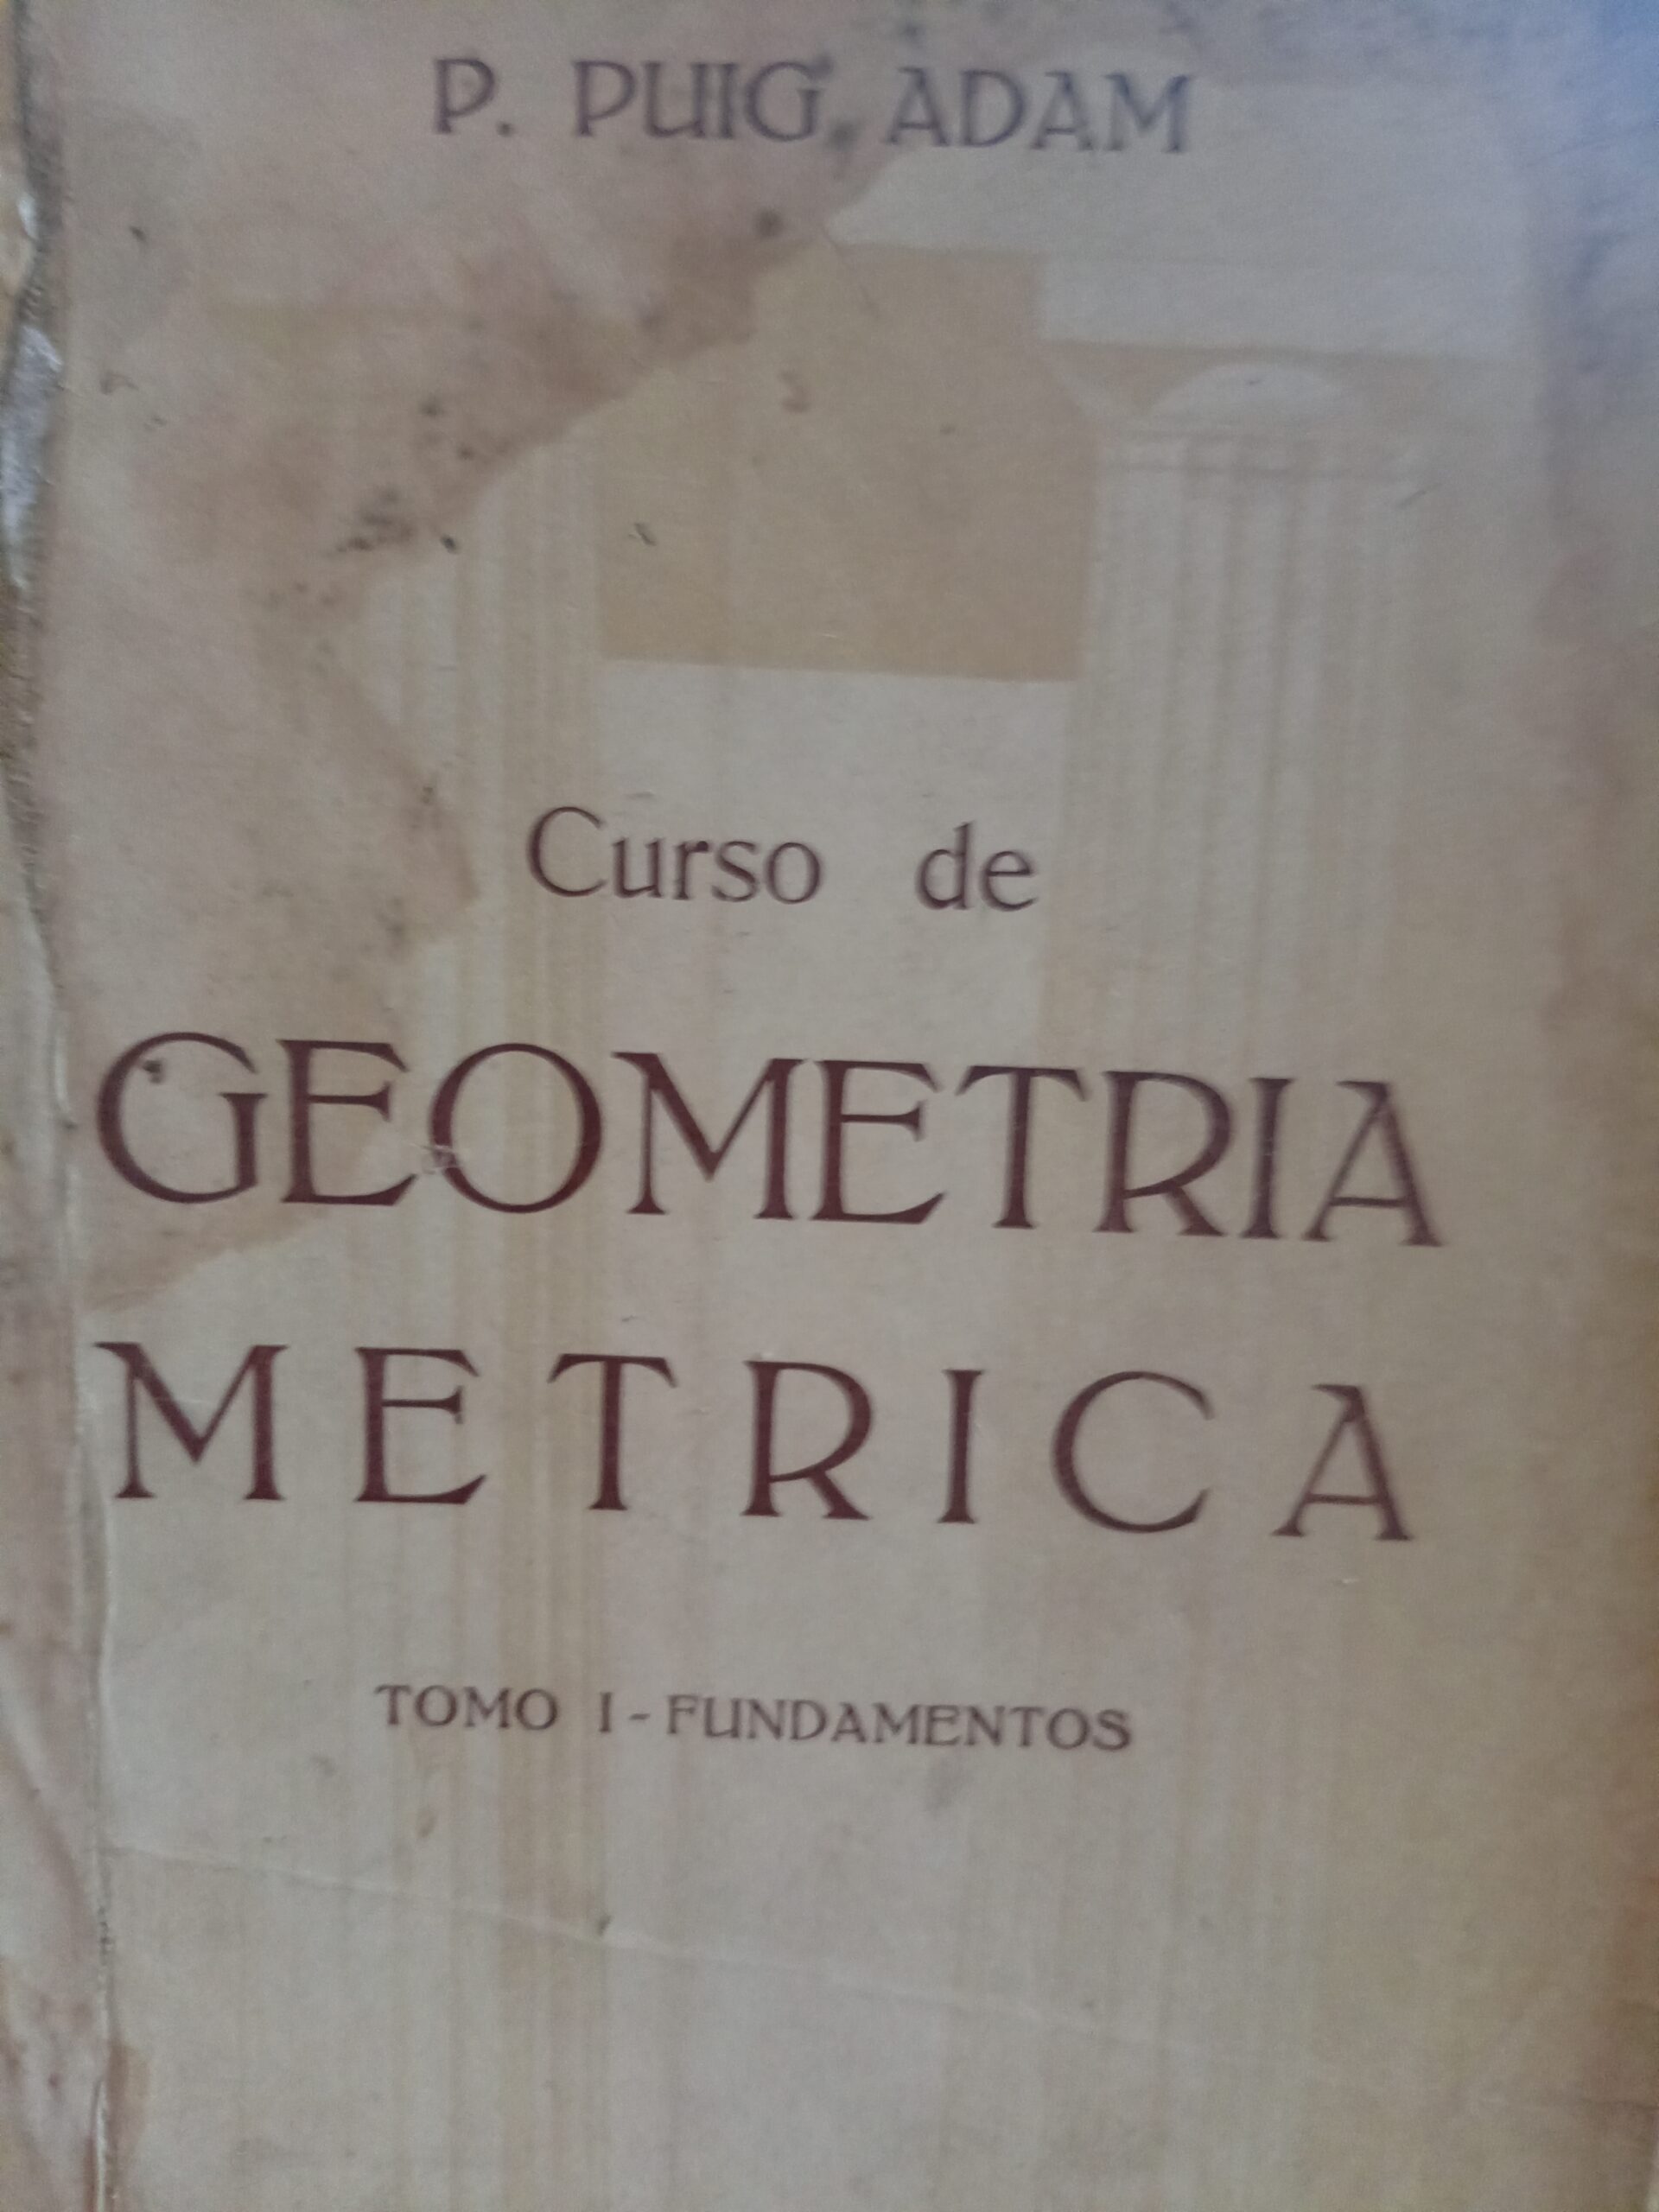 P. PUIG ADAM
Curso de
GEOMETRIA
METRICA
TOMO I - FUNDAMENTOS